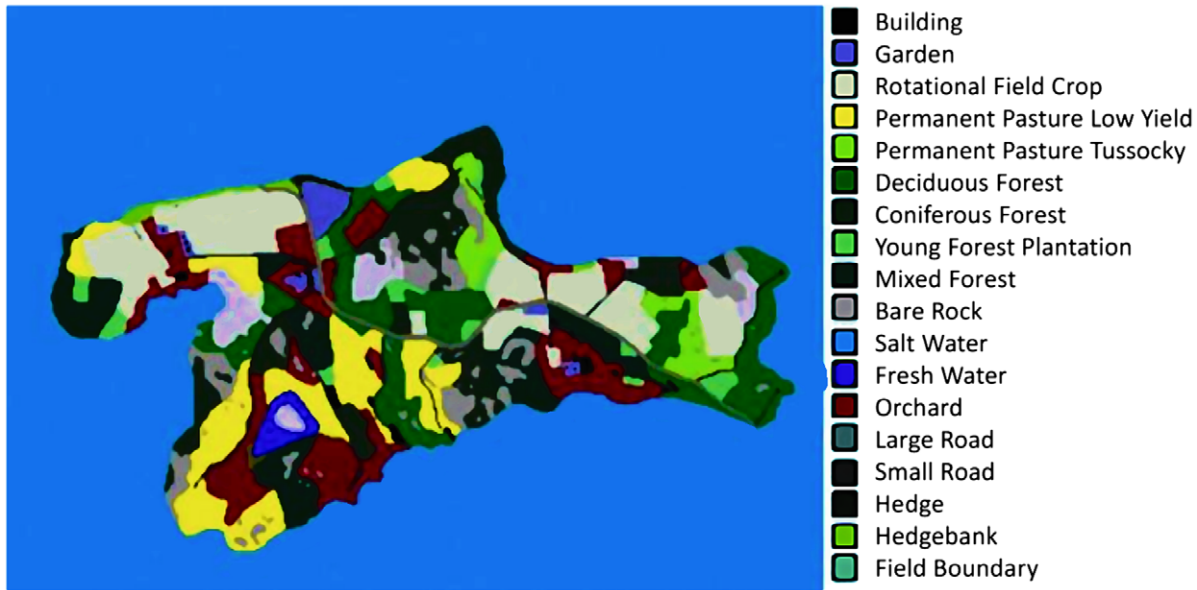 Building
Garden
Rotational Field Crop
Permanent Pasture Low Yield
Permanent Pasture Tussocky
Deciduous Forest
Coniferous Forest
Young Forest Plantation
Mixed Forest
Bare Rock
Salt Water
Fresh Water
Orchard
Large Road
Small Road
Hedge
Hedgebank
Field Boundary